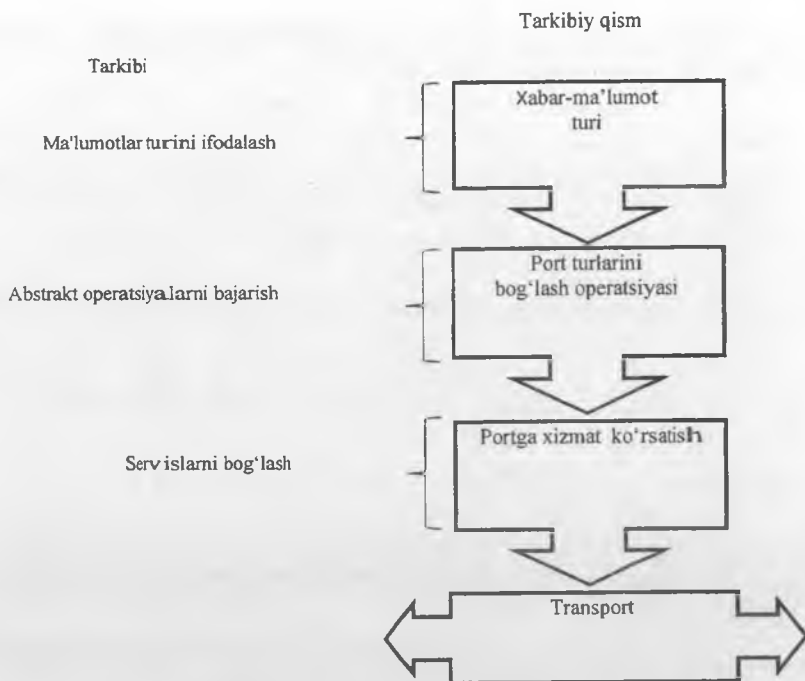 Tarkibiy qism
Tarkibi
Xabar-ma'lumot
turi
Ma'lumotlar turini ifodalash
Port turlarini
bog‘lash operatsiyasi
Abstrakt operatsiyalarni bajarish
Portga xizmat ko‘rsatish
Servislarni bog‘lash
Transport